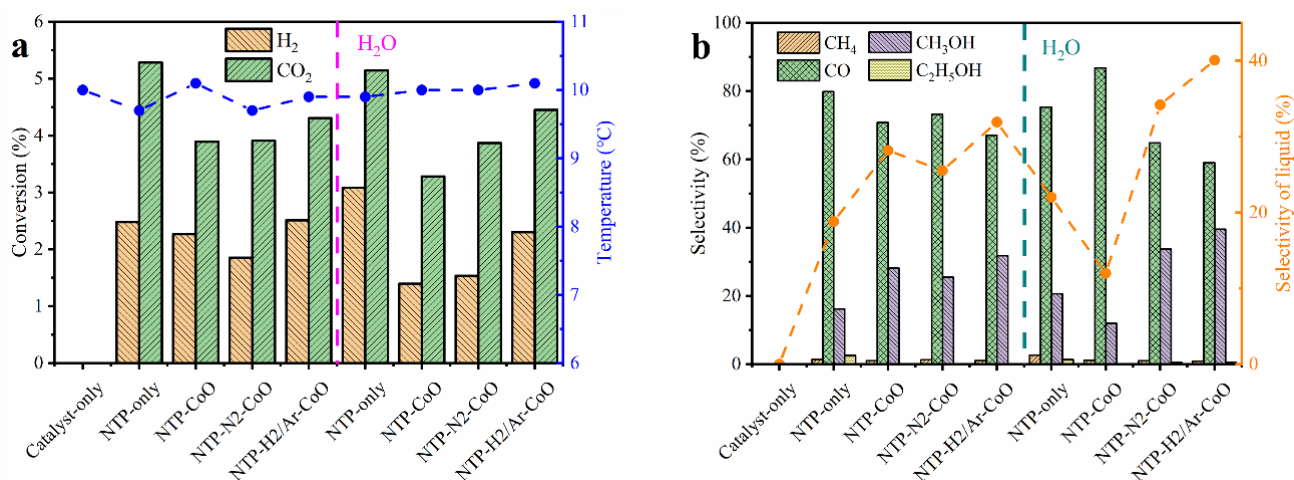 a
H₂
CO₂
H₂O
Conversion (%)
6
5
4
3
2
1
0
Temperature (°C)
11
10
9
8
7
6
Catalyst-only
NTP-only
NTP-CoO
NTP-N2-CoO
NTP-H2/Ar-CoO
NTP-only
NTP-CoO
NTP-N2-CoO
NTP-H2/Ar-CoO
b
CH₄
CH₃OH
CO
C₂H₅OH
H₂O
Selectivity (%)
100
80
60
40
20
0
Selectivity of liquid (%)
40
20
0
Catalyst-only
NTP-only
NTP-CoO
NTP-N2-CoO
NTP-H2/Ar-CoO
NTP-only
NTP-CoO
NTP-N2-CoO
NTP-H2/Ar-CoO